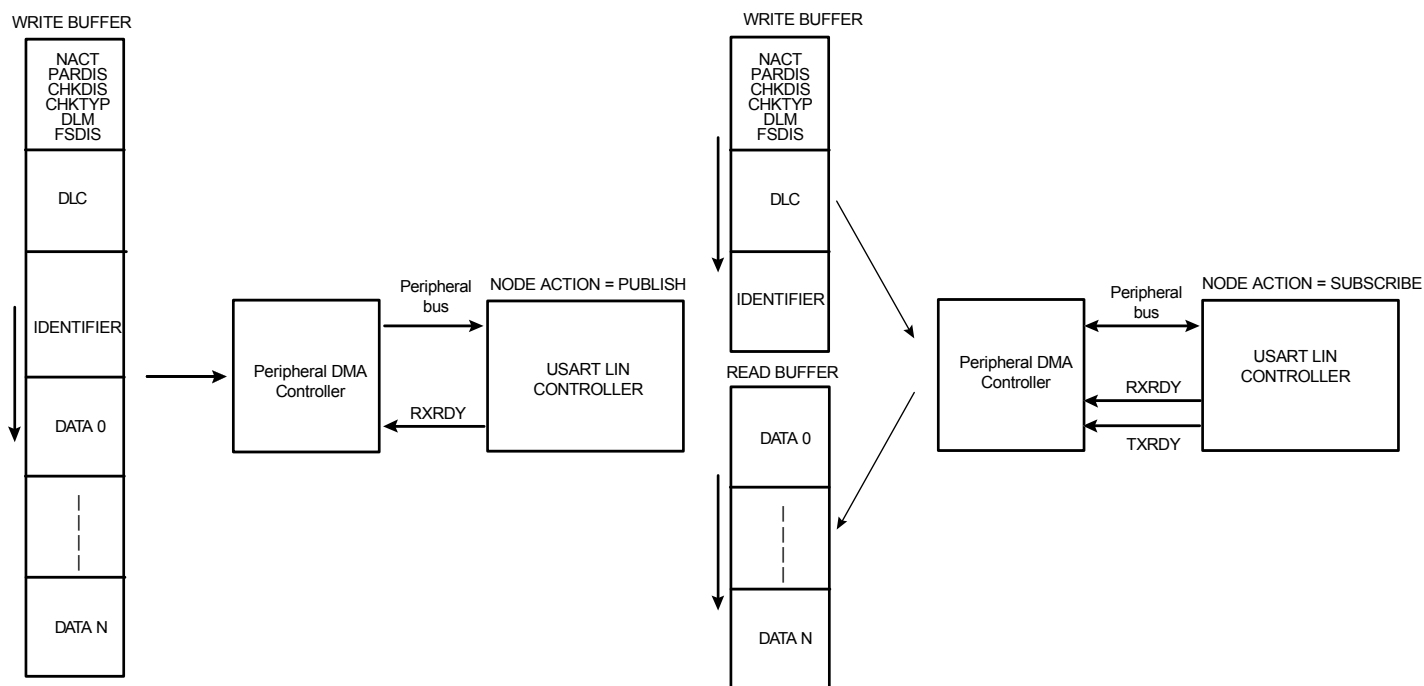 WRITE BUFFER
NACT
PARDIS
CHKDIS
CHKTYP
DLM
FSDIS
DLC
IDENTIFIER
DATA 0
DATA N
Peripheral DMA
Controller
Peripheral
bus
RXRDY
NODE ACTION = PUBLISH
USART LIN
CONTROLLER
WRITE BUFFER
NACT
PARDIS
CHKDIS
CHKTYP
DLM
FSDIS
DLC
IDENTIFIER
READ BUFFER
DATA 0
DATA N
Peripheral DMA
Controller
Peripheral
bus
RXRDY
TXRDY
NODE ACTION = SUBSCRIBE
USART LIN
CONTROLLER